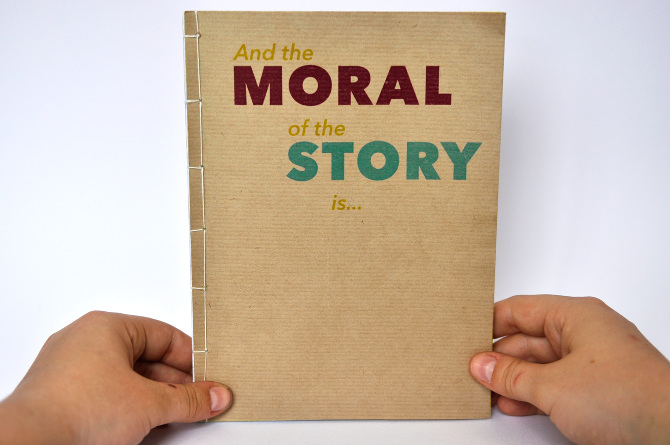 And the
MORAL
of the
STORY
is...